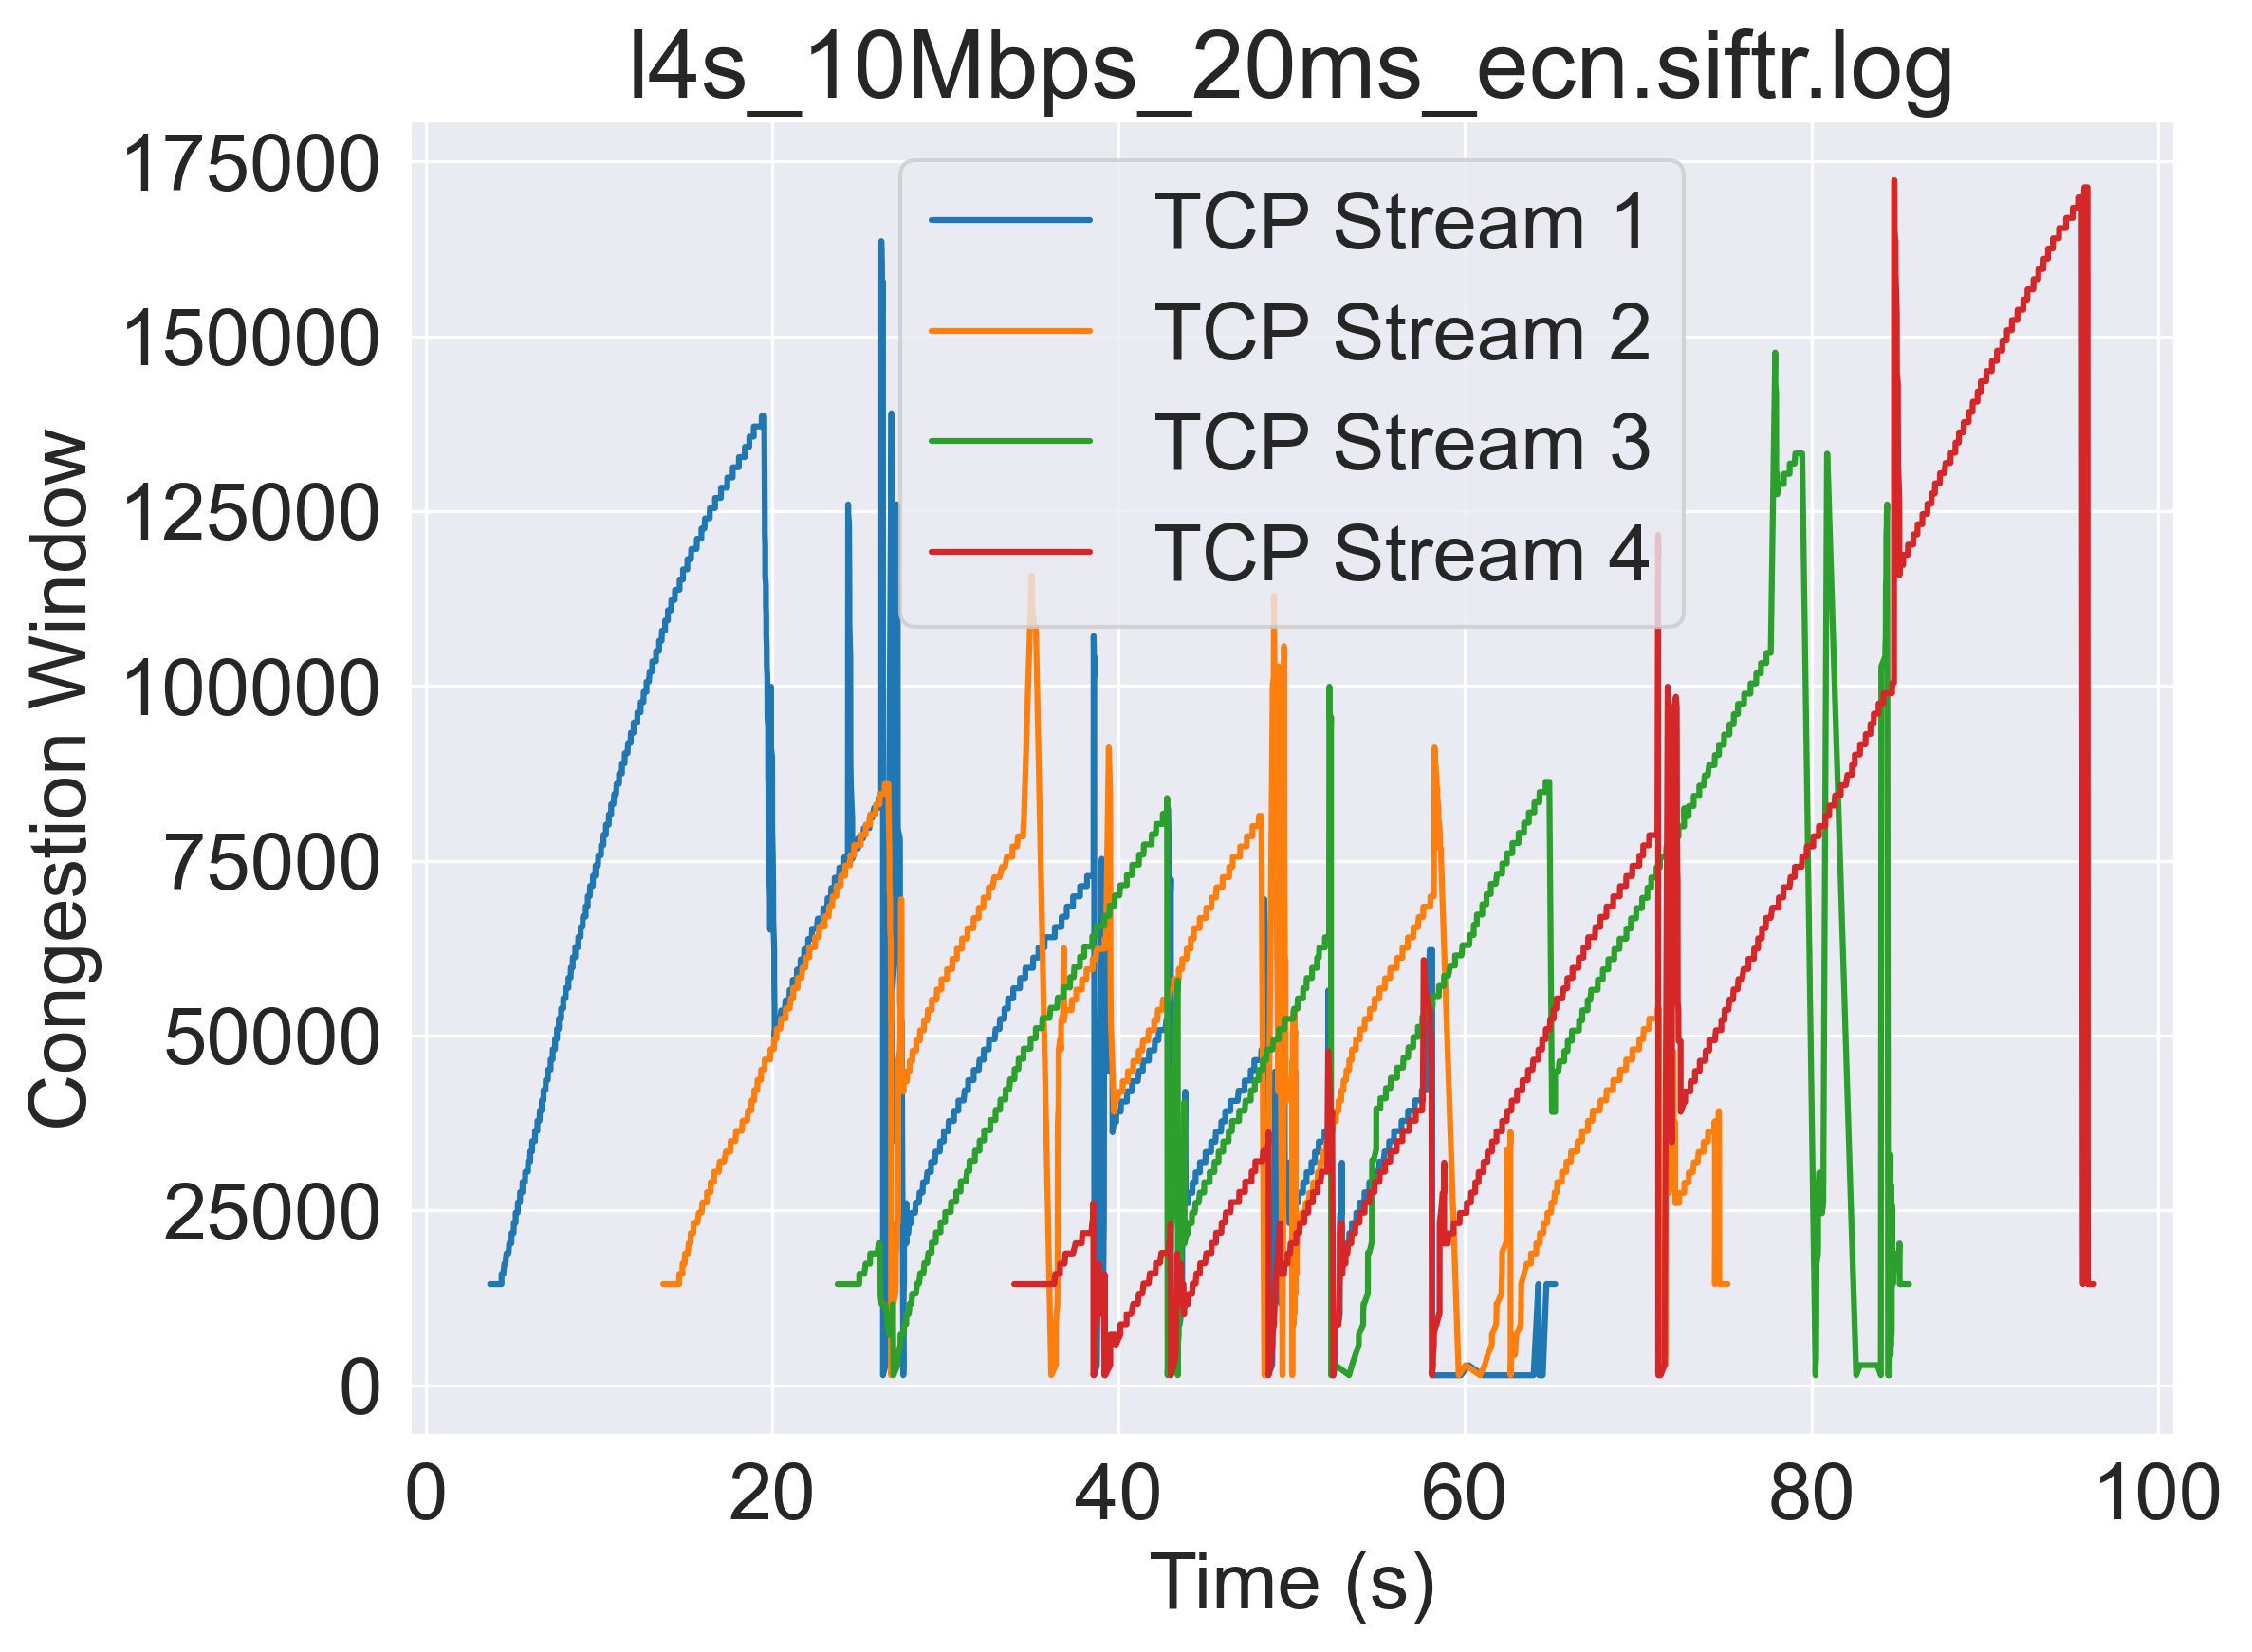 l4s_10Mbps_20ms_ecn.siftr.log
175000
150000
125000
100000
75000
50000
25000
0
Congestion Window
TCP Stream 1
TCP Stream 2
TCP Stream 3
TCP Stream 4
0 20 40 60 80 100
Time (s)